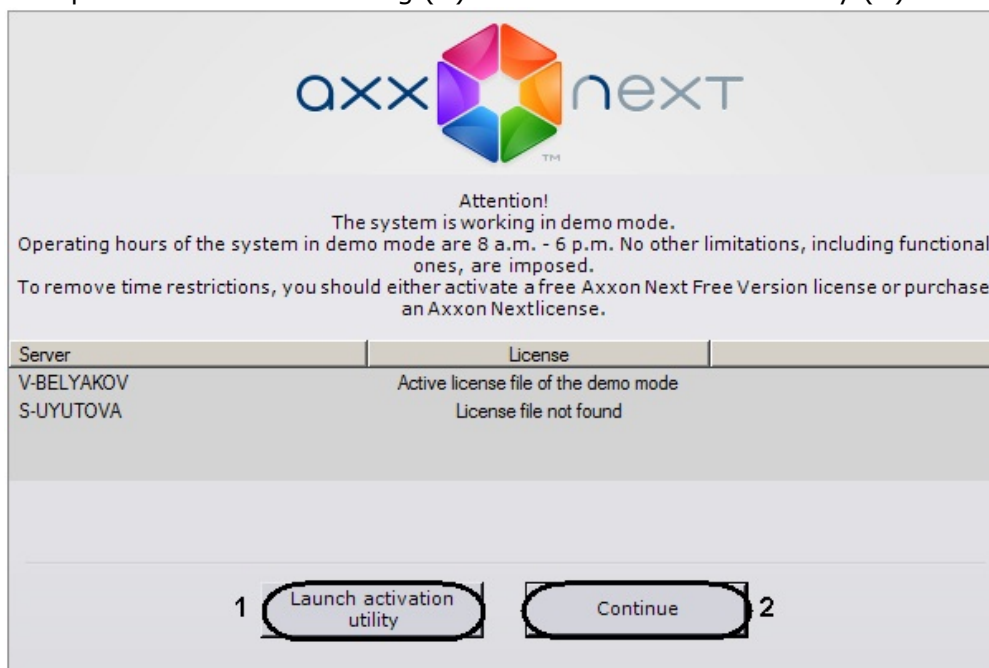 axx next
TM
Attention!
The system is working in demo mode.
Operating hours of the system in demo mode are 8 a.m. - 6 p.m. No other limitations, including functional
ones, are imposed.
To remove time restrictions, you should either activate a free Axxon Next Free Version license or purchase
an Axxon Nextlicense.
Server License
V-BELYAKOV Active license file of the demo mode
S-UYUTOVA License file not found
1 Launch activation
utility
Continue 2